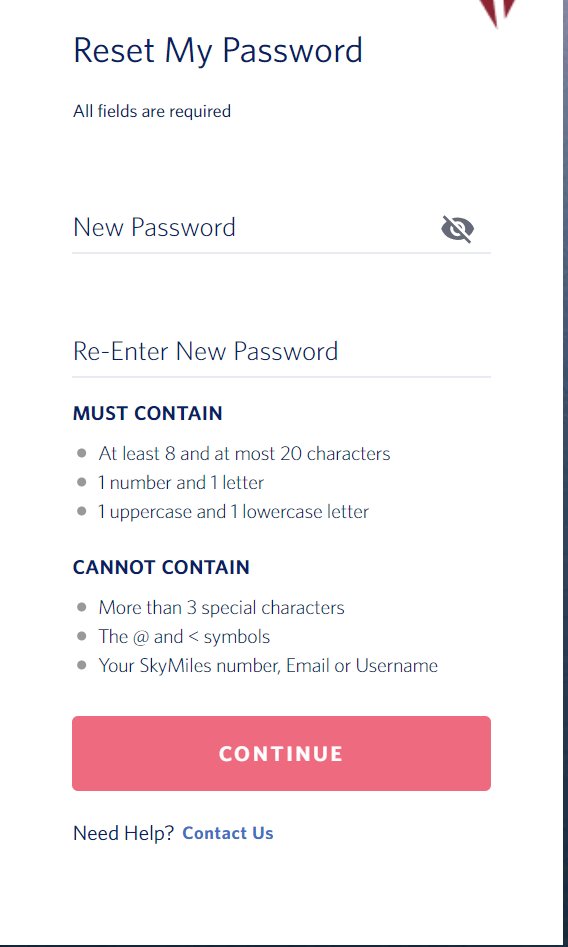 Reset My Password
All fields are required
New Password
Re-Enter New Password
MUST CONTAIN
At least 8 and at most 20 characters
1 number and 1 letter
1 uppercase and 1 lowercase letter
CANNOT CONTAIN
More than 3 special characters
The @ and < symbols
Your SkyMiles number, Email or Username
CONTINUE
Need Help? Contact Us